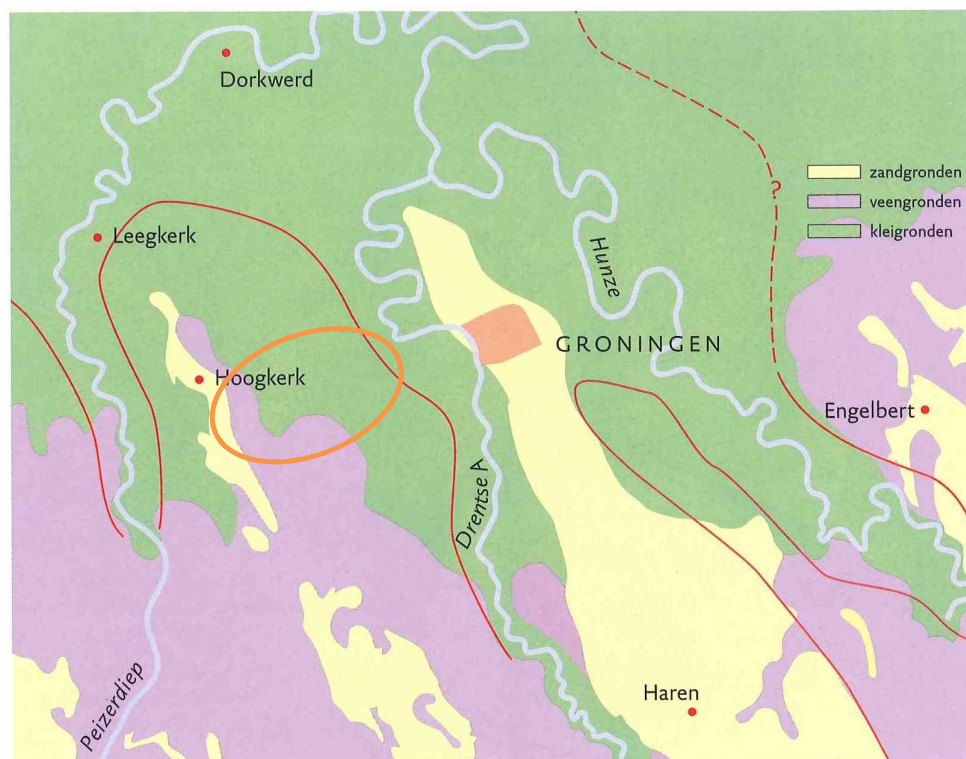 Dorkwerd
zandgronden
?
veengronden
Leegkerk
kleigronden
Hunze
GRONINGEN
Hoogkerk
Engelbert
Drentse A
Peizerdiep
Haren